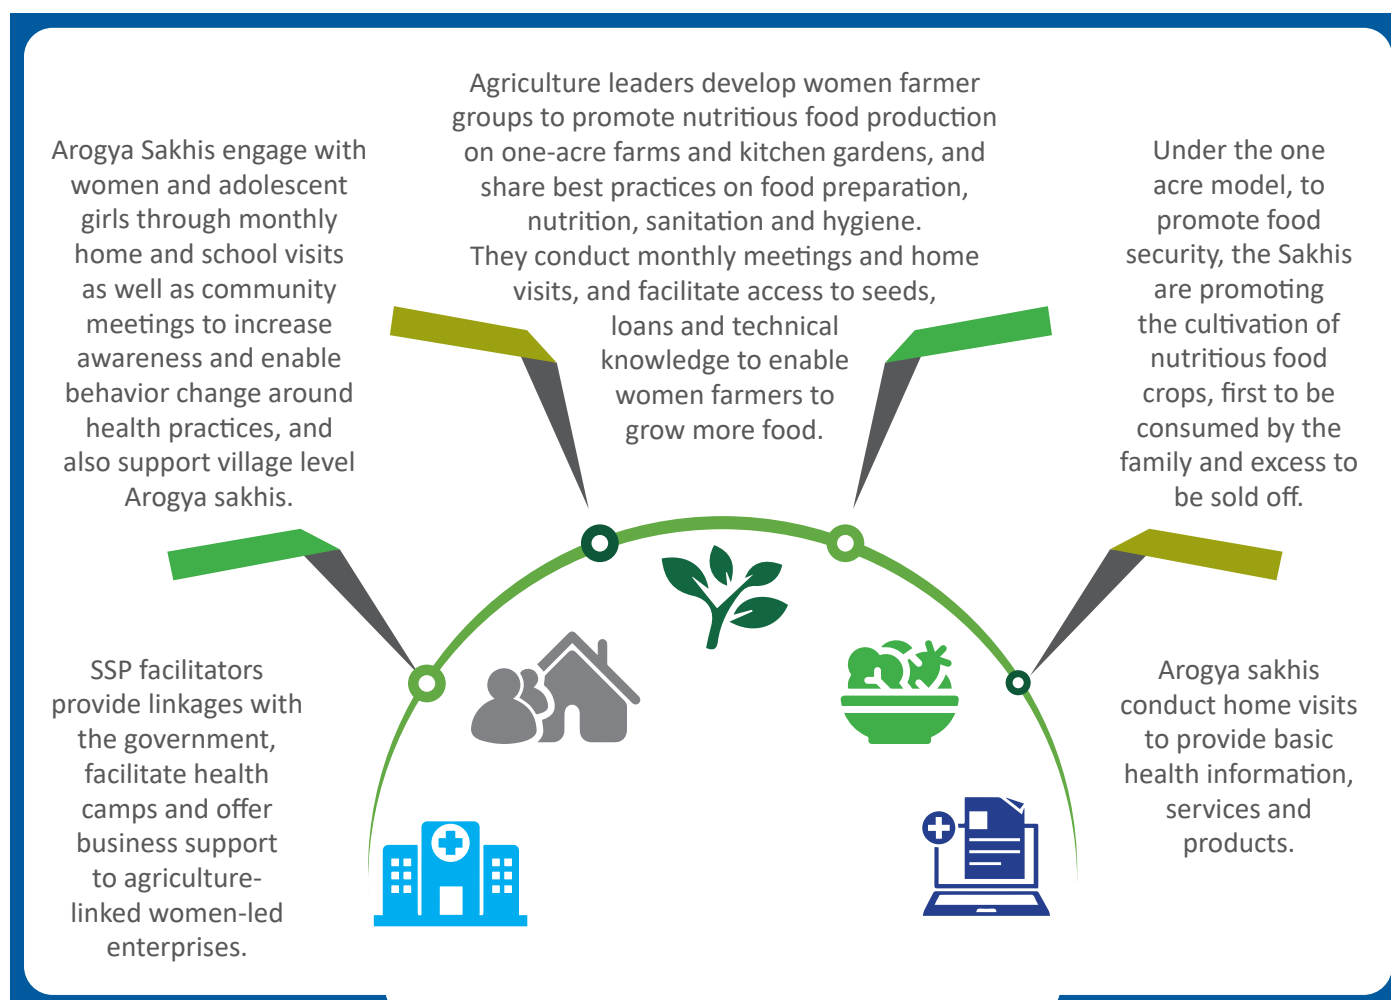 Arogya Sakhis engage with
women and adolescent
girls through monthly
home and school visits
as well as community
meetings to increase
awareness and enable
behavior change around
health practices, and
also support village level
Arogya sakhis.
Agriculture leaders develop women farmer
groups to promote nutritious food production
on one-acre farms and kitchen gardens, and
share best practices on food preparation,
nutrition, sanitation and hygiene.
They conduct monthly meetings and home
visits, and facilitate access to seeds,
loans and technical
knowledge to enable
women farmers to
grow more food.
Under the one
acre model, to
promote food
security, the Sakhis
are promoting
the cultivation of
nutritious food
crops, first to be
consumed by the
family and excess to
be sold off.
SSP facilitators
provide linkages with
the government,
facilitate health
camps and offer
business support
to agriculture-
linked women-led
enterprises.
Arogya sakhis
conduct home visits
to provide basic
health information,
services and
products.